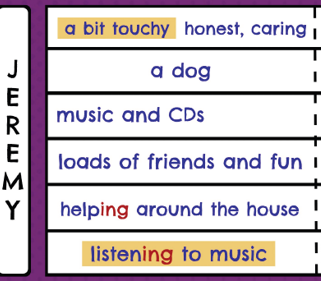 JEREMY
a bit touchy honest, caring
a dog
music and CDs
loads of friends and fun
helping around the house
listening to music